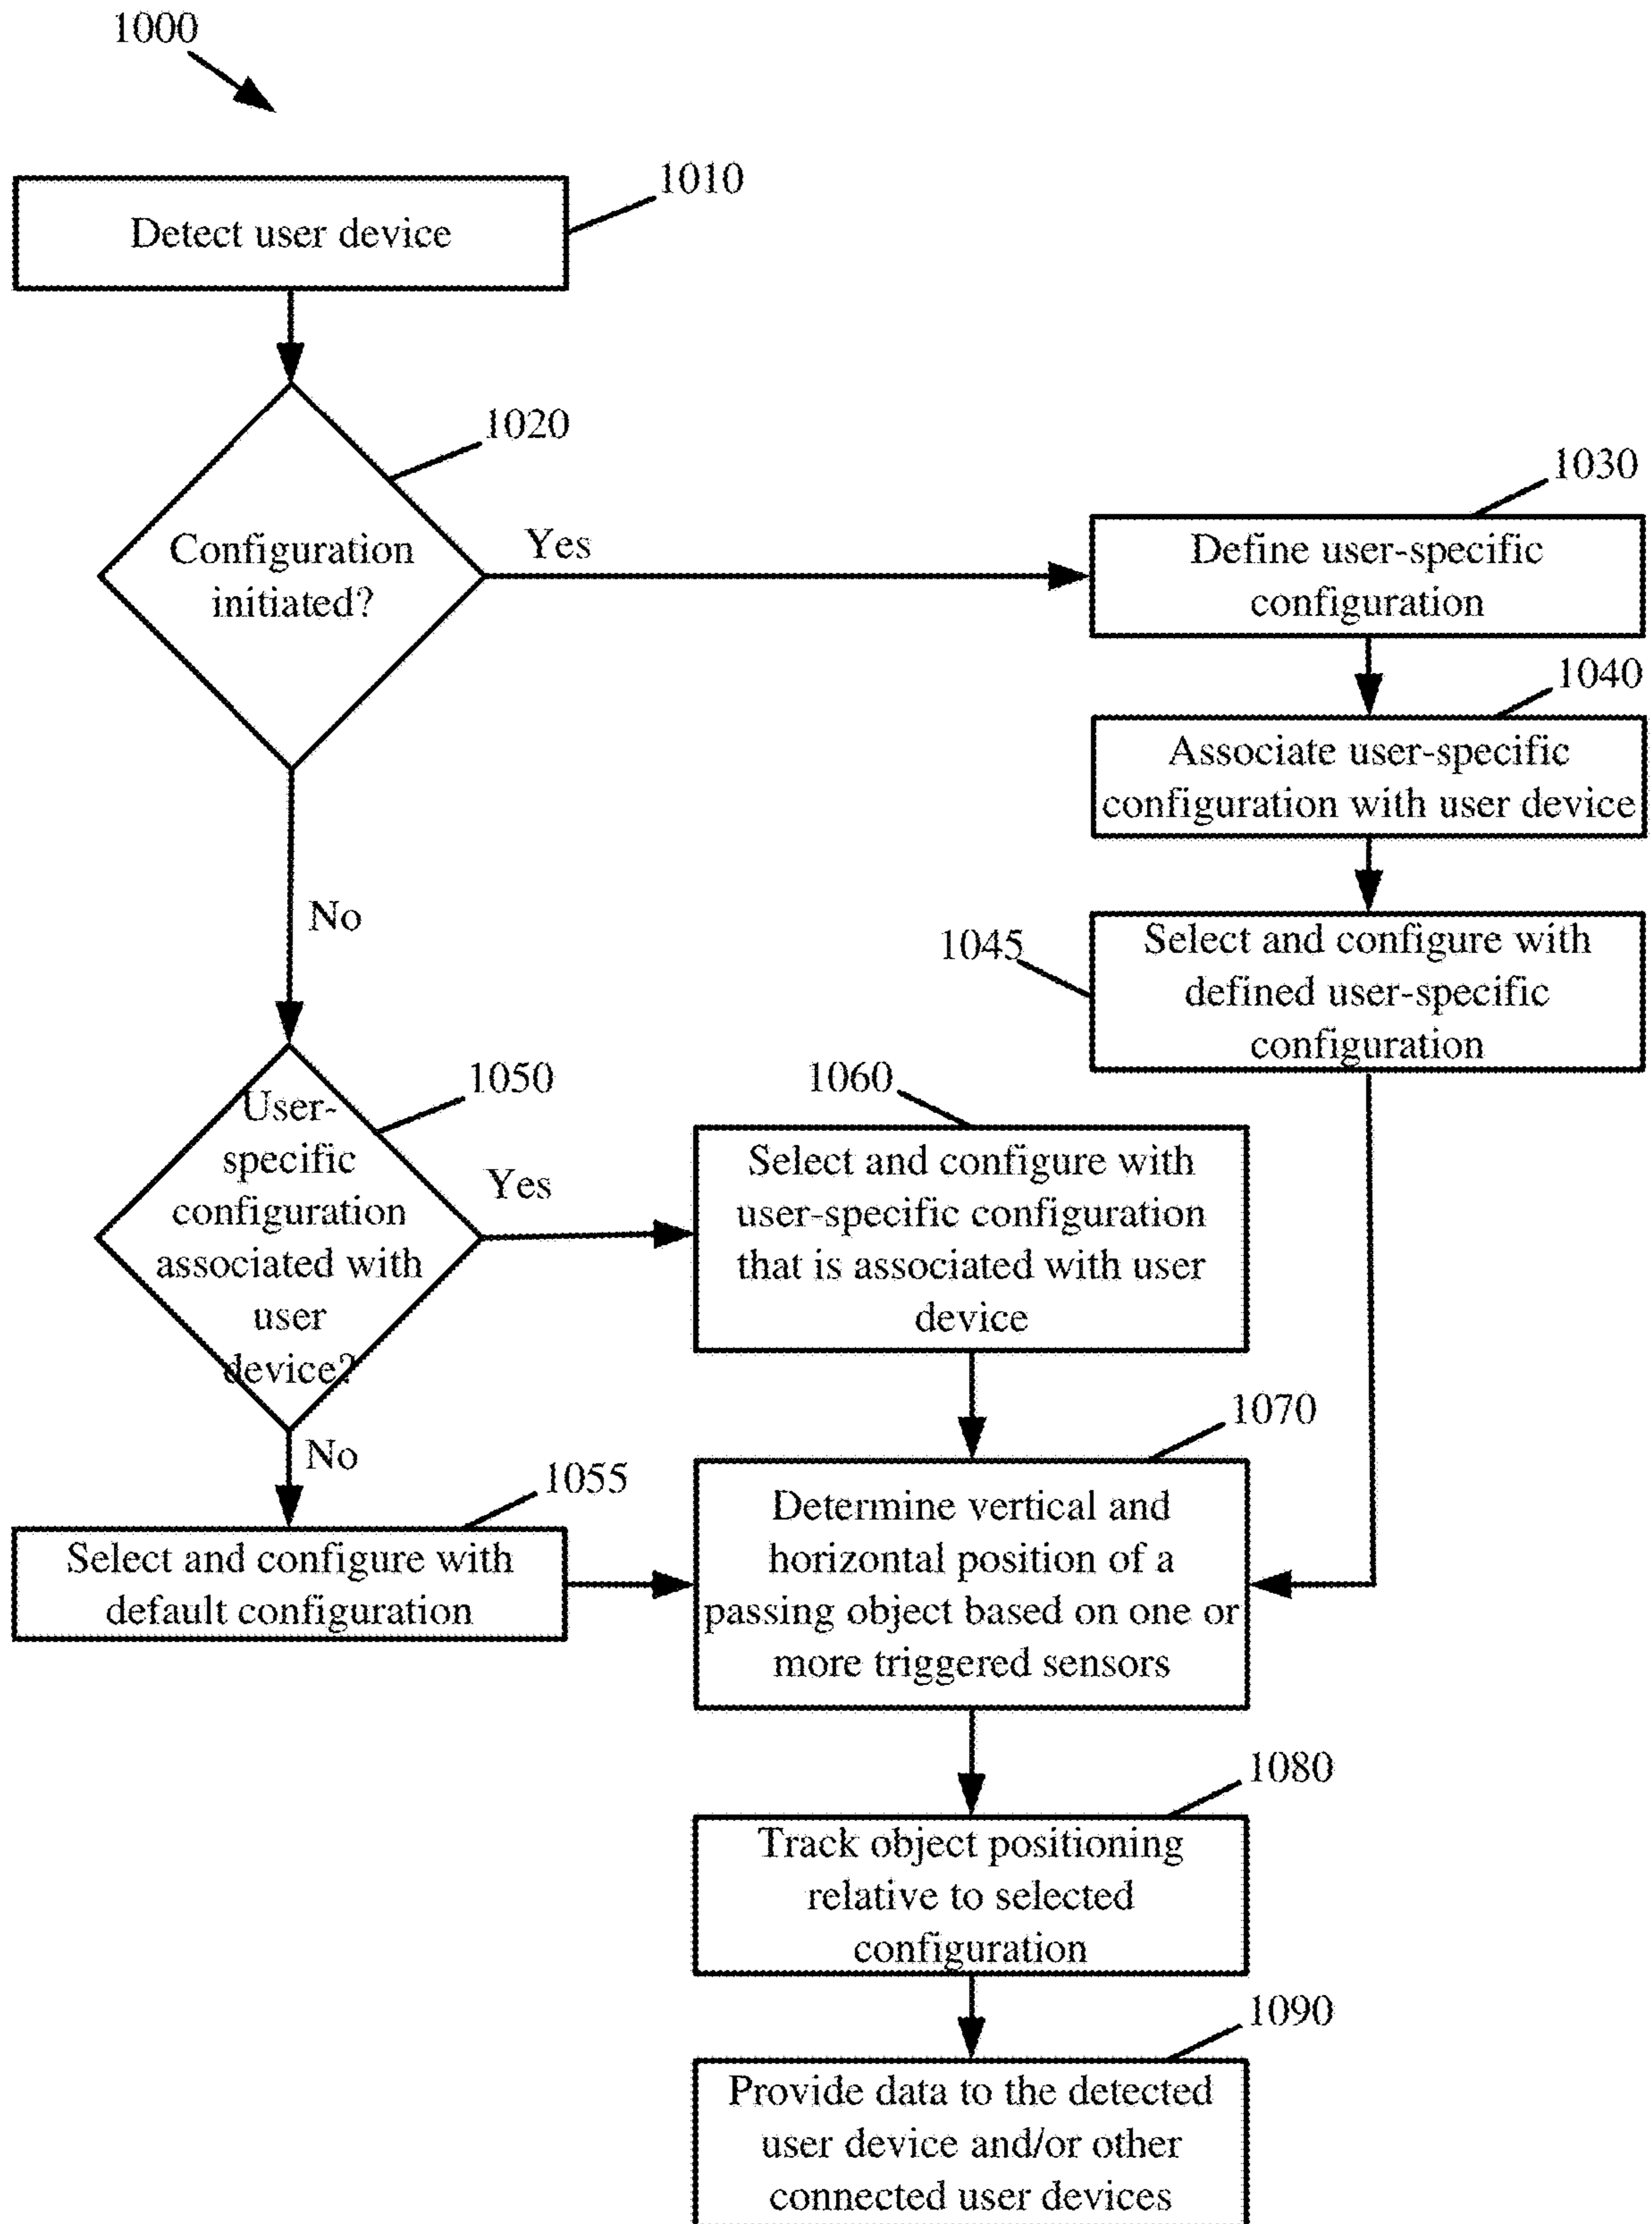 1000
1010
Detect user device
1020
Configuration
initiated?
Yes
1030
Define user-specific
configuration
1040
Associate user-specific
configuration with user device
No
1045
Select and configure with
defined user-specific
configuration
1050
User-
specific
configuration
associated with
user
device?
Yes
1060
Select and configure with
user-specific configuration
that is associated with user
device
No
1055
Select and configure with
default configuration
1070
Determine vertical and
horizontal position of a
passing object based on one or
more triggered sensors
1080
Track object positioning
relative to selected
configuration
1090
Provide data to the detected
user device and/or other
connected user devices